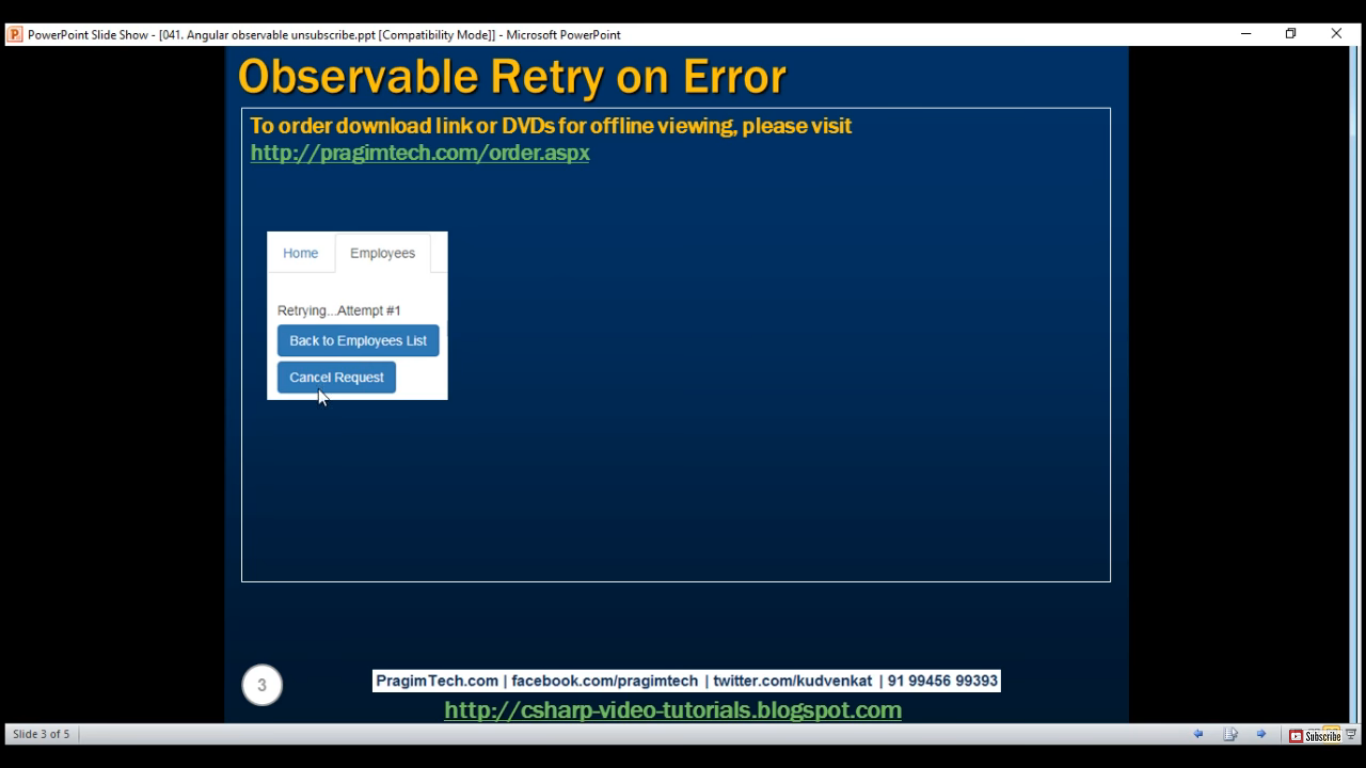 PowerPoint Slide Show - [041. Angular observable unsubscribe.ppt [Compatibility Mode]] - Microsoft PowerPoint
Observable Retry on Error
To order download link or DVDs for offline viewing, please visit
http://pragimtech.com/order.aspx
Home Employees
Retrying...Attempt #1
Back to Employees List
Cancel Request
3
PragimTech.com | facebook.com/pragimtech | twitter.com/kudvenkat | 91 99456 99393
http://csharp-video-tutorials.blogspot.com
Slide 3 of 5
Subscribe